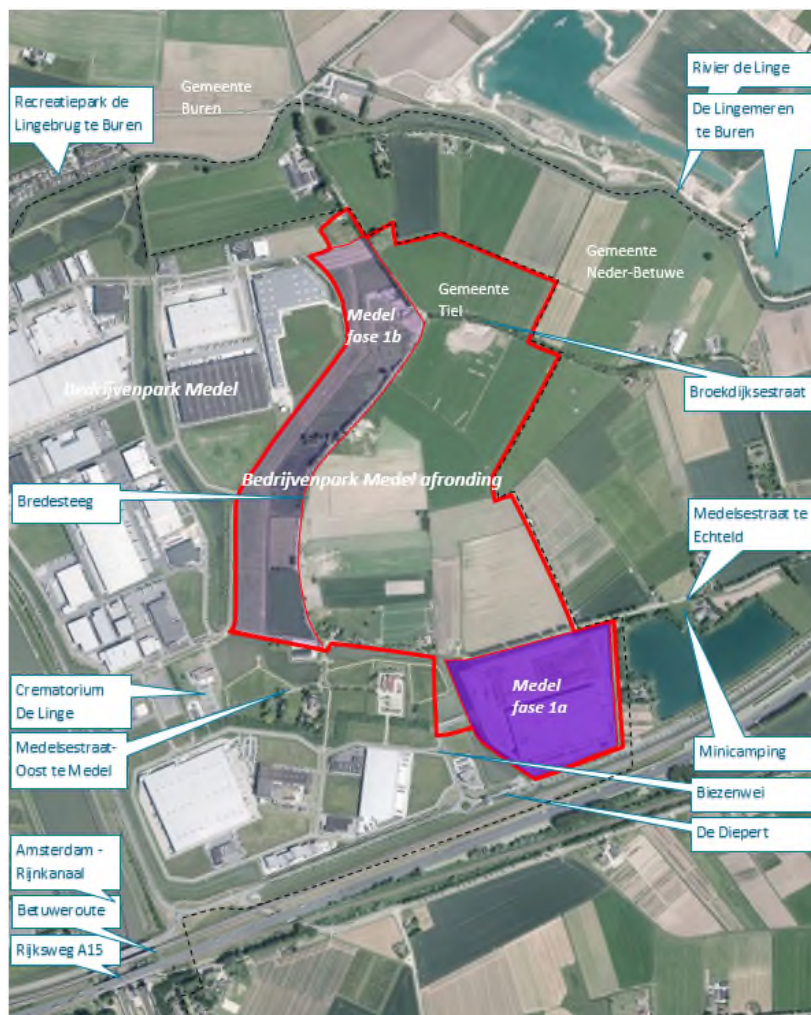 Gemeente
Buren
Rivier de Linge
Recreatiepark de
Lingebrug te Buren
De Lingemeren
te Buren
Gemeente
Neder-Betuwe
Gemeente
Tiel
Medel
fase 1b
Bedrijvenpark Medel
Broekdijksestraat
Bedrijvenpark Medel afronding
Bredesteeg
Medelsestraat te
Echteld
Medel
fase 1a
Crematorium
De Linge
Medelsestraat-
Oost te Medel
Minicamping
Biezenwei
De Diepert
Amsterdam -
Rijnkanaal
Betuweroute
Rijksweg A15